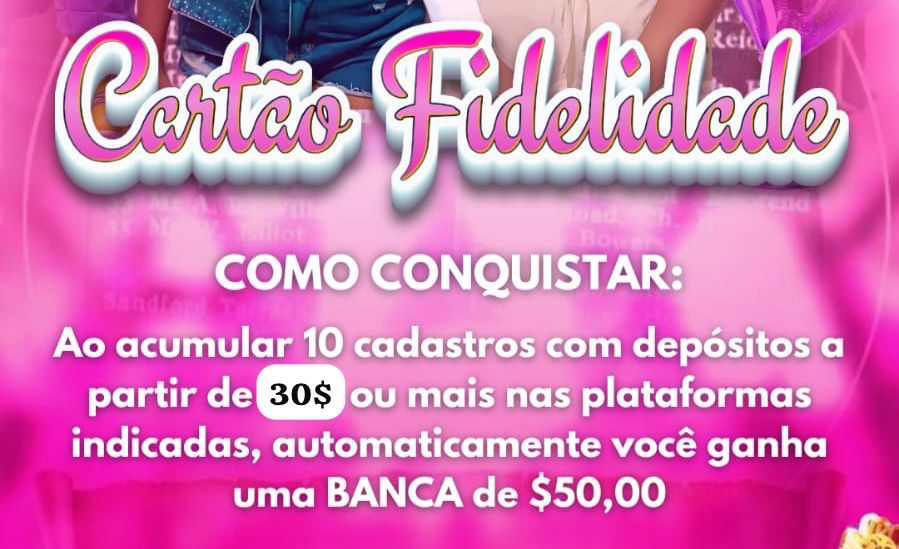 Cartão Fidelidade
COMO CONQUISTAR:
Ao acumular 10 cadastros com depósitos a
partir de 30$ ou mais nas plataformas
indicadas, automaticamente você ganha
uma BANCA de $50,00